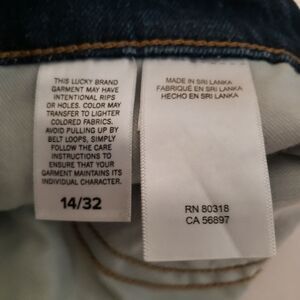 THIS LUCKY BRAND
GARMENT MAY HAVE
INTENTIONAL RIPS
OR HOLES. COLOR MAY
TRANSFER TO LIGHTER
COLORED FABRICS.
AVOID PULLING UP BY
BELT LOOPS, SIMPLY
FOLLOW THE CARE
INSTRUCTIONS TO
ENSURE THAT YOUR
GARMENT MAINTAINS ITS
INDIVIDUAL CHARACTER.
14/32
MADE IN SRI LANKA
FABRIQUÉ EN SRI LANKA
HECHO EN SRI LANKA
RN 80318
CA 56897